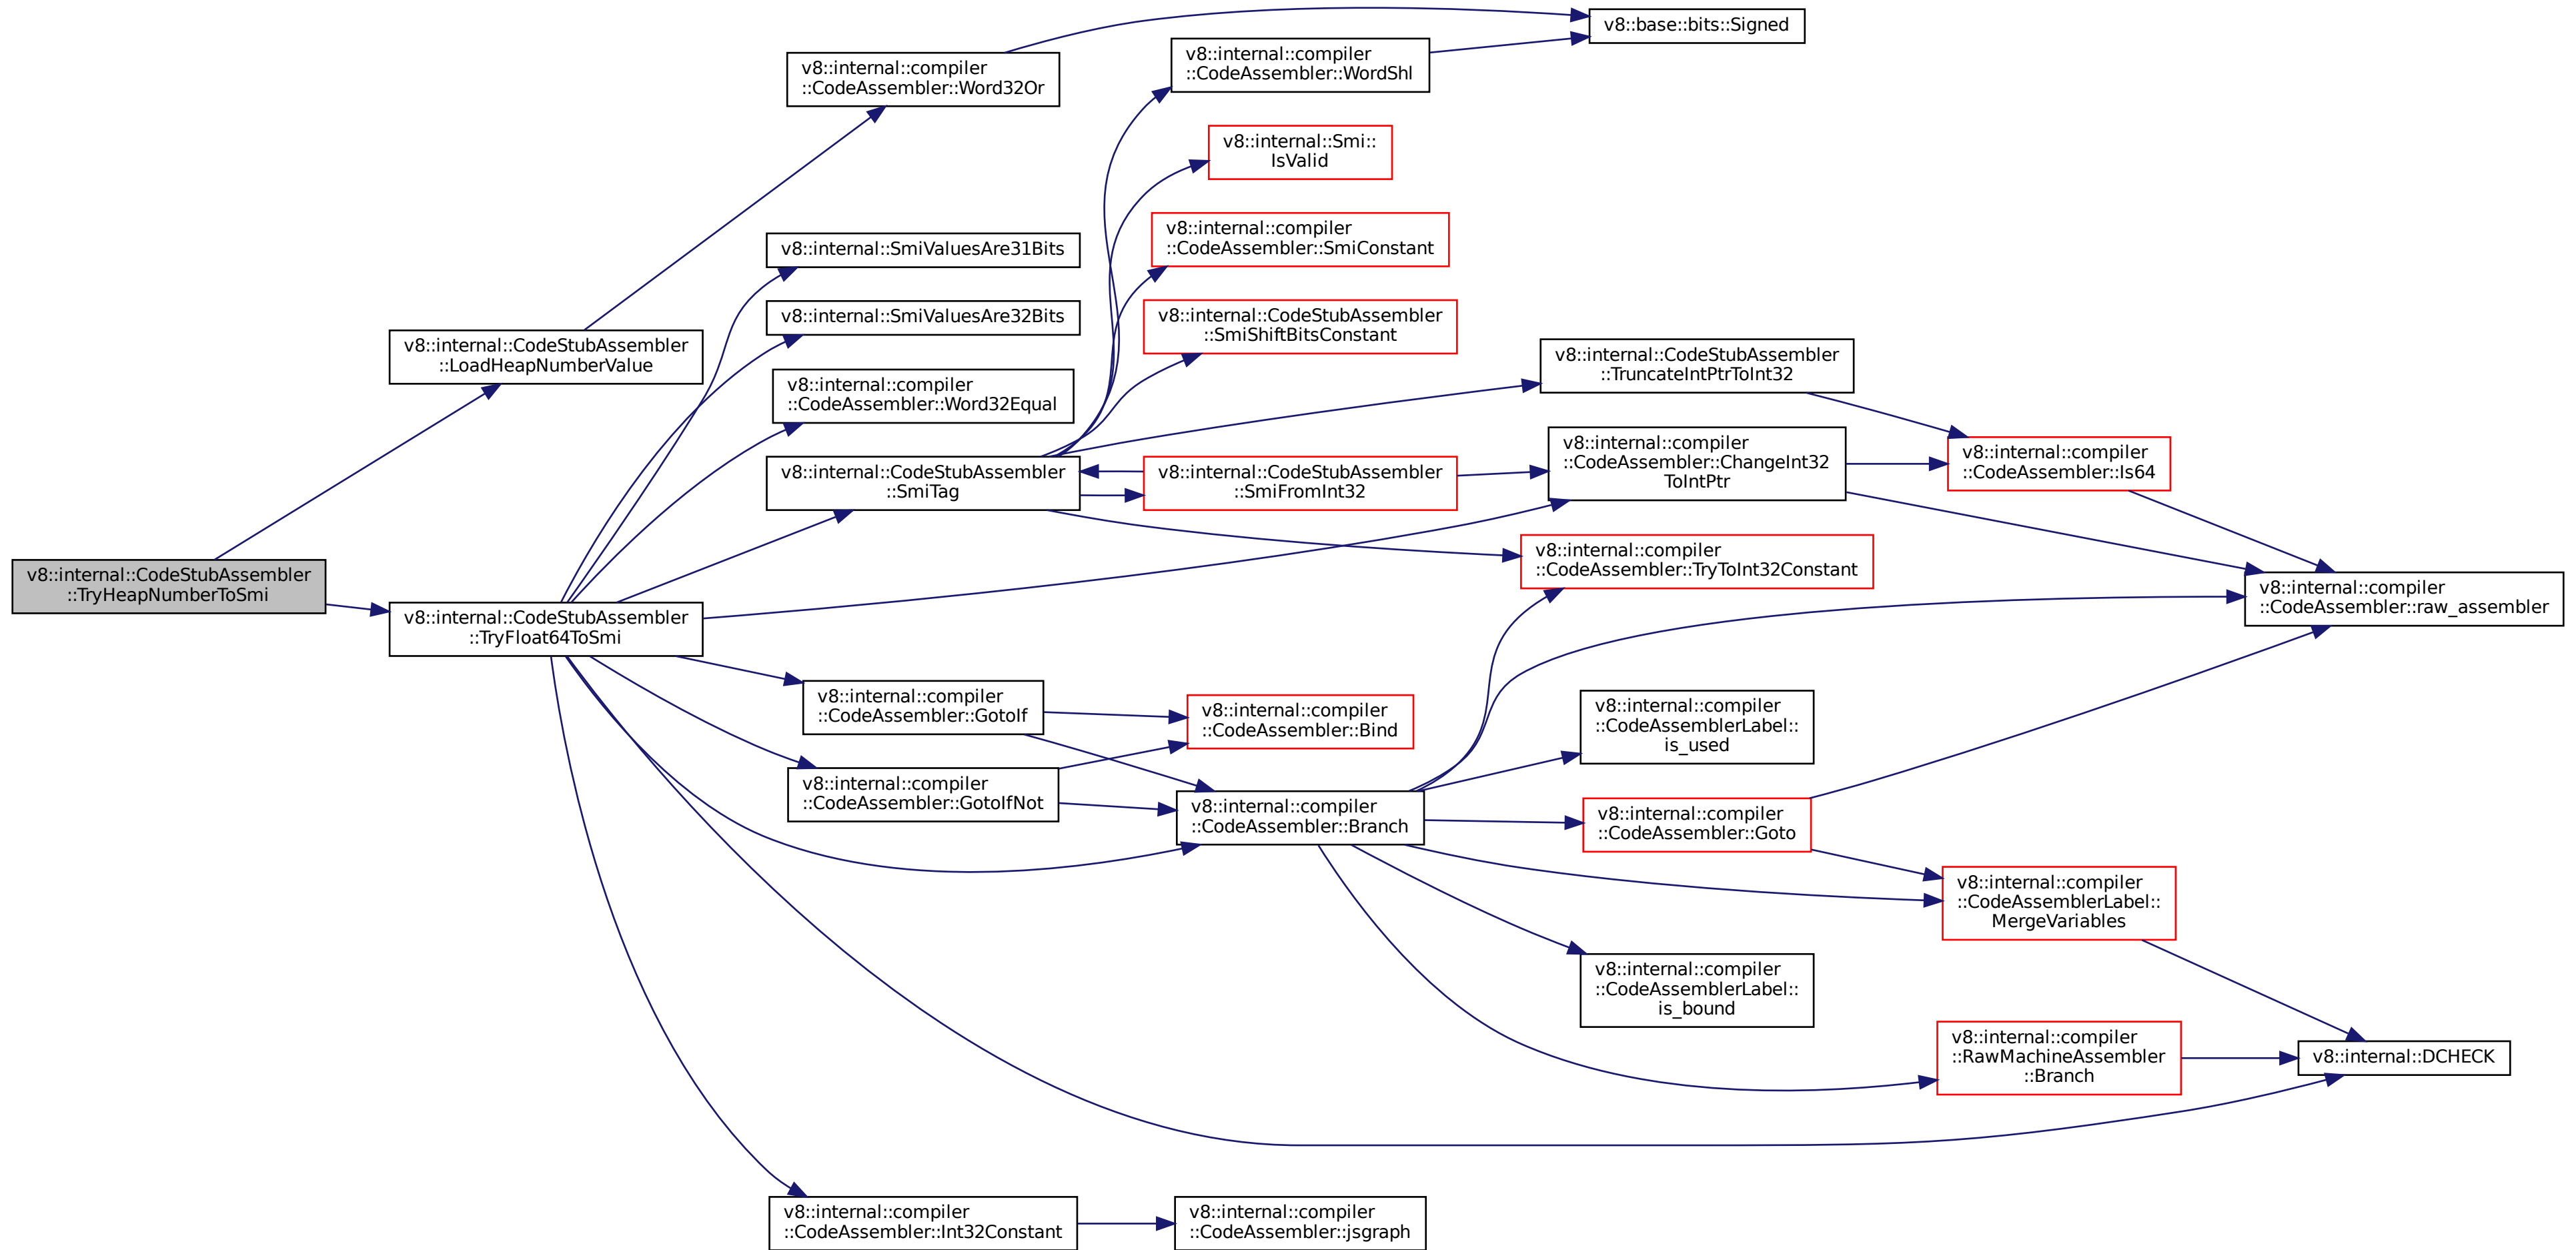 v8::internal::CodeStubAssembler
::TryHeapNumberToSmi
v8::internal::CodeStubAssembler
::LoadHeapNumberValue
v8::internal::CodeStubAssembler
::TryFloat64ToSmi
v8::internal::compiler
::CodeAssembler::Word32Or
v8::internal::SmiValuesAre31Bits
v8::internal::SmiValuesAre32Bits
v8::internal::compiler
::CodeAssembler::Word32Equal
v8::internal::CodeStubAssembler
::SmiTag
v8::internal::compiler
::CodeAssembler::GotoIf
v8::internal::compiler
::CodeAssembler::GotoIfNot
v8::internal::compiler
::CodeAssembler::Int32Constant
v8::internal::compiler
::CodeAssembler::WordShl
v8::internal::Smi::
IsValid
v8::internal::compiler
::CodeAssembler::SmiConstant
v8::internal::CodeStubAssembler
::SmiShiftBitsConstant
v8::internal::CodeStubAssembler
::SmiFromInt32
v8::internal::compiler
::CodeAssembler::Bind
v8::internal::compiler
::CodeAssembler::Branch
v8::internal::compiler
::CodeAssembler::jsgraph
v8::base::bits::Signed
v8::internal::CodeStubAssembler
::TruncateIntPtrToInt32
v8::internal::compiler
::CodeAssembler::ChangeInt32
ToIntPtr
v8::internal::compiler
::CodeAssembler::TryToInt32Constant
v8::internal::compiler
::CodeAssemblerLabel::
is_used
v8::internal::compiler
::CodeAssembler::Goto
v8::internal::compiler
::CodeAssemblerLabel::
is_bound
v8::internal::compiler
::CodeAssembler::Is64
v8::internal::compiler
::CodeAssemblerLabel::
MergeVariables
v8::internal::compiler
::RawMachineAssembler
::Branch
v8::internal::compiler
::CodeAssembler::raw_assembler
v8::internal::DCHECK